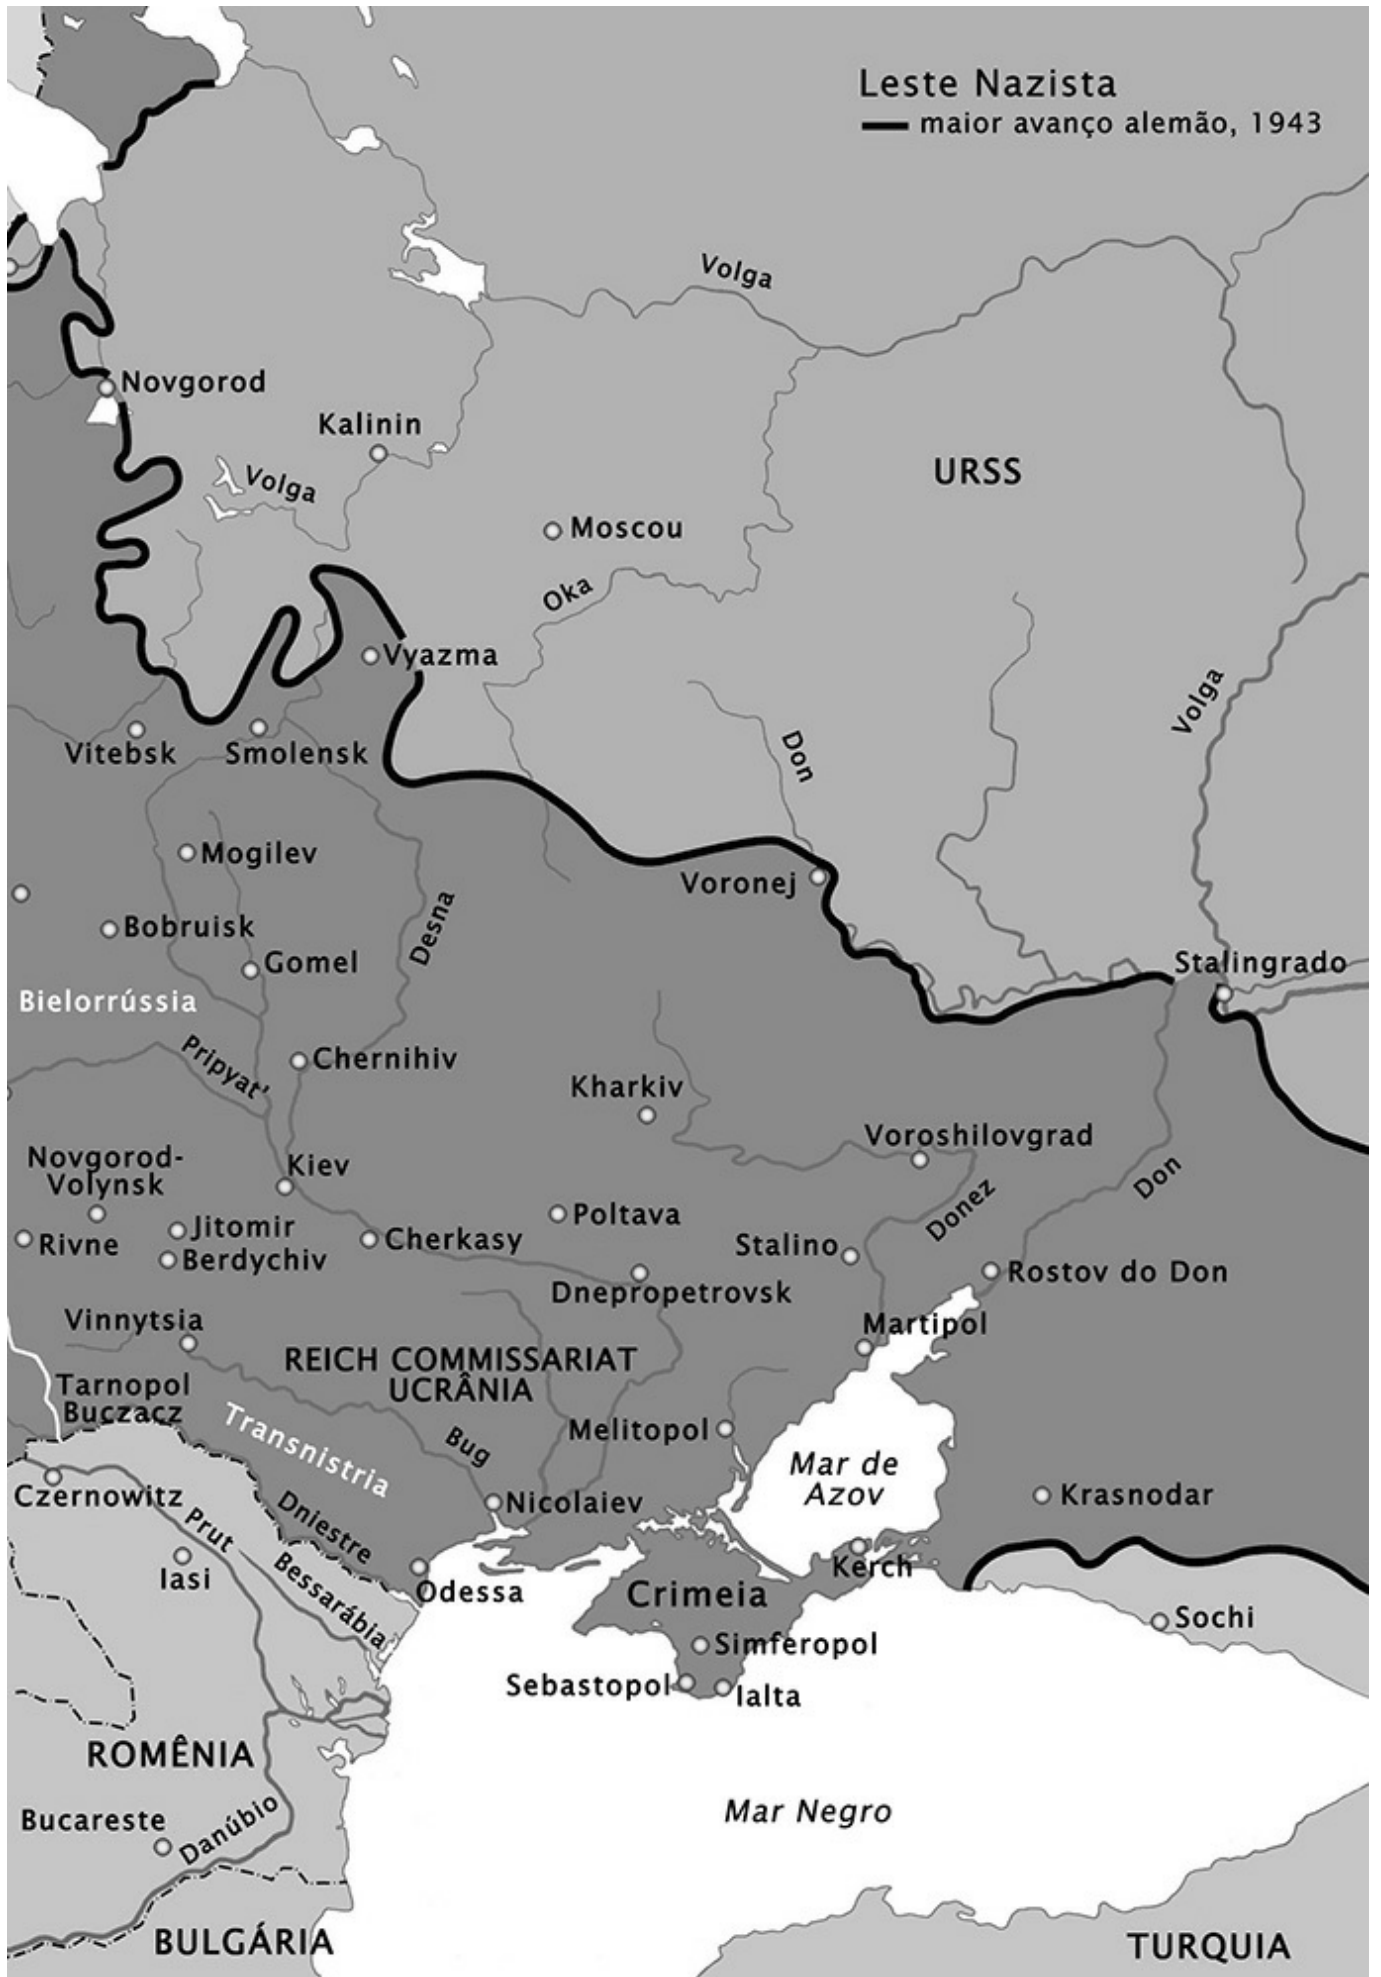 Leste Nazista
maior avanço alemão, 1943
Volga
Novgorod
Kalinin
Volga
URSS
Moscou
Oka
Vyazma
Volga
Vitebsk
Smolensk
Don
Mogilev
Voronej
Bobruisk
Desna
Gomel
Stalingrado
Bielorrússia
Pripyat'
Chernihiv
Kharkiv
Voroshilovgrad
Novgorod-
Volynsk
Kiev
Don
Donez
Jitomir
Poltava
Rivne
Cherkasy
Stalino
Berdychiv
Rostov do Don
Dnepropetrovsk
Vinnytsia
Martipol
REICH COMMISSARIAT
UCRÂNIA
Tarnopol
Buczacz
Transnistria
Bug
Melitopol
Mar de
Azov
Czernowitz
Nicolaiev
Krasnodar
Prut
Dniestre
Iasi
Bessarábia
Odessa
Kerch
Crimeia
Sochi
Simferopol
Sebastopol
Ialta
ROMÊNIA
Bucareste
Danúbio
Mar Negro
BULGÁRIA
TURQUIA